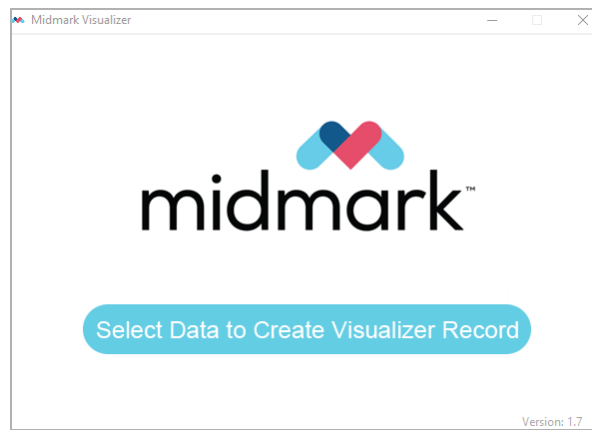 Midmark Visualizer
midmark™
Select Data to Create Visualizer Record
Version: 1.7